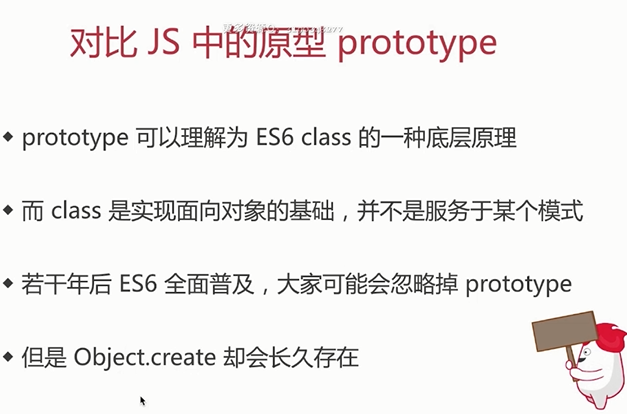 对比 JS 中的原型 prototype
◆ prototype 可以理解为 ES6 class 的一种底层原理
◆ 而 class 是实现面向对象的基础，并不是服务于某个模式
◆ 若干年后 ES6 全面普及，大家可能会忽略掉 prototype
◆ 但是 Object.create 却会长久存在